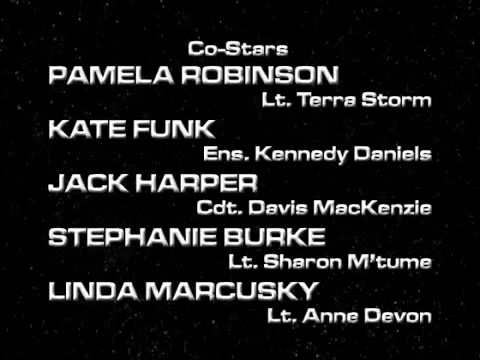 Co-Stars
PAMELA ROBINSON
Lt. Terra Storm
KATE FUNK
Ens. Kennedy Daniels
JACK HARPER
Cdt. Davis MacKenzie
STEPHANIE BURKE
Lt. Sharon M'tume
LINDA MARCUSKY
Lt. Anne Devon